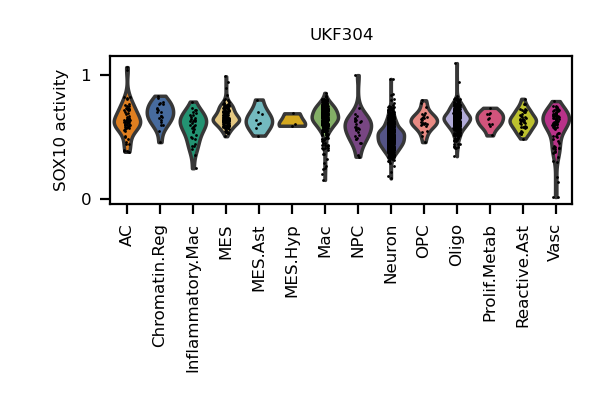 UKF304
SOX10 activity
1
0
AC
Chromatin.Reg
Inflammatory.Mac
MES
MES.Ast
MES.Hyp
Mac
NPC
Neuron
OPC
Oligo
Prolif.Metab
Reactive.Ast
Vasc